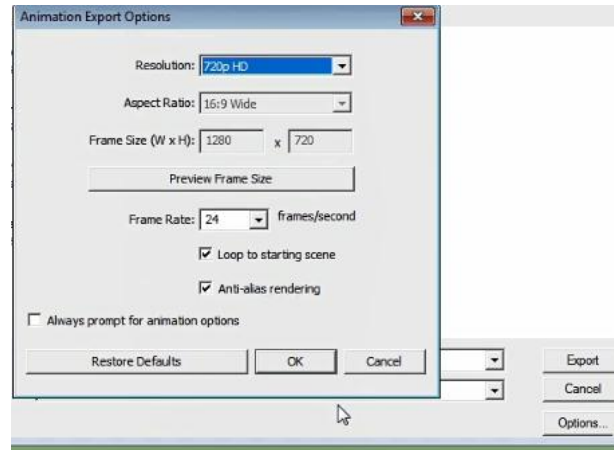 Animation Export Options
Resolution: 720p HD
Aspect Ratio: 16:9 Wide
Frame Size (W x H): 1280 x 720
Preview Frame Size
Frame Rate: 24 frames/second
Loop to starting scene
Anti-alias rendering
Always prompt for animation options
Restore Defaults OK Cancel
Export
Cancel
Options...